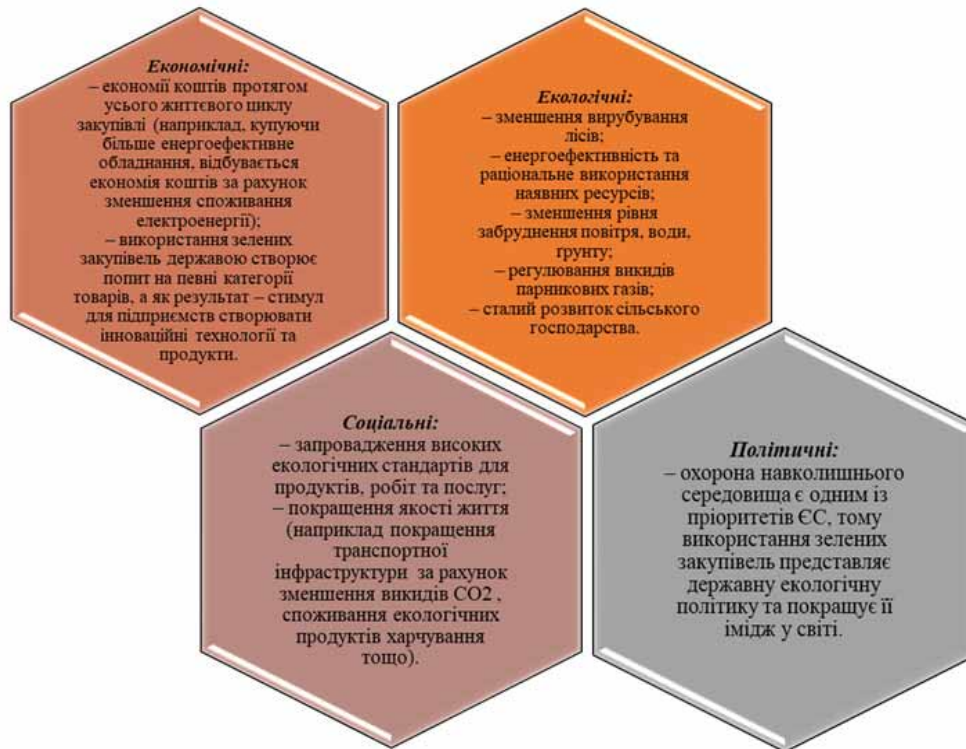 Економічні:
– економії коштів протягом
усього життєвого циклу
закупівлі (наприклад, купуючи
більше енергоефективне
обладнання, відбувається
економія коштів за рахунок
зменшення споживання
електроенергії);
– використання зелених
закупівель державою створює
попит на певні категорії
товарів, а як результат – стимул
для підприємств створювати
інноваційні технології та
продукти.
Екологічні:
– зменшення вирубування
лісів;
– енергоефективність та
раціональне використання
наявних ресурсів;
– зменшення рівня
забруднення повітря, води,
ґрунту;
– регулювання викидів
парникових газів;
– сталий розвиток сільського
господарства.
Соціальні:
– запровадження високих
екологічних стандартів для
продуктів, робіт та послуг;
– покращення якості життя
(наприклад покращення
транспортної
інфраструктури за рахунок
зменшення викидів СО2 ,
споживання екологічних
продуктів харчування
тощо).
Політичні:
– охорона навколишнього
середовища є одним із
пріоритетів ЄС, тому
використання зелених
закупівель представляє
державну екологічну
політику та покращує її
імідж у світі.